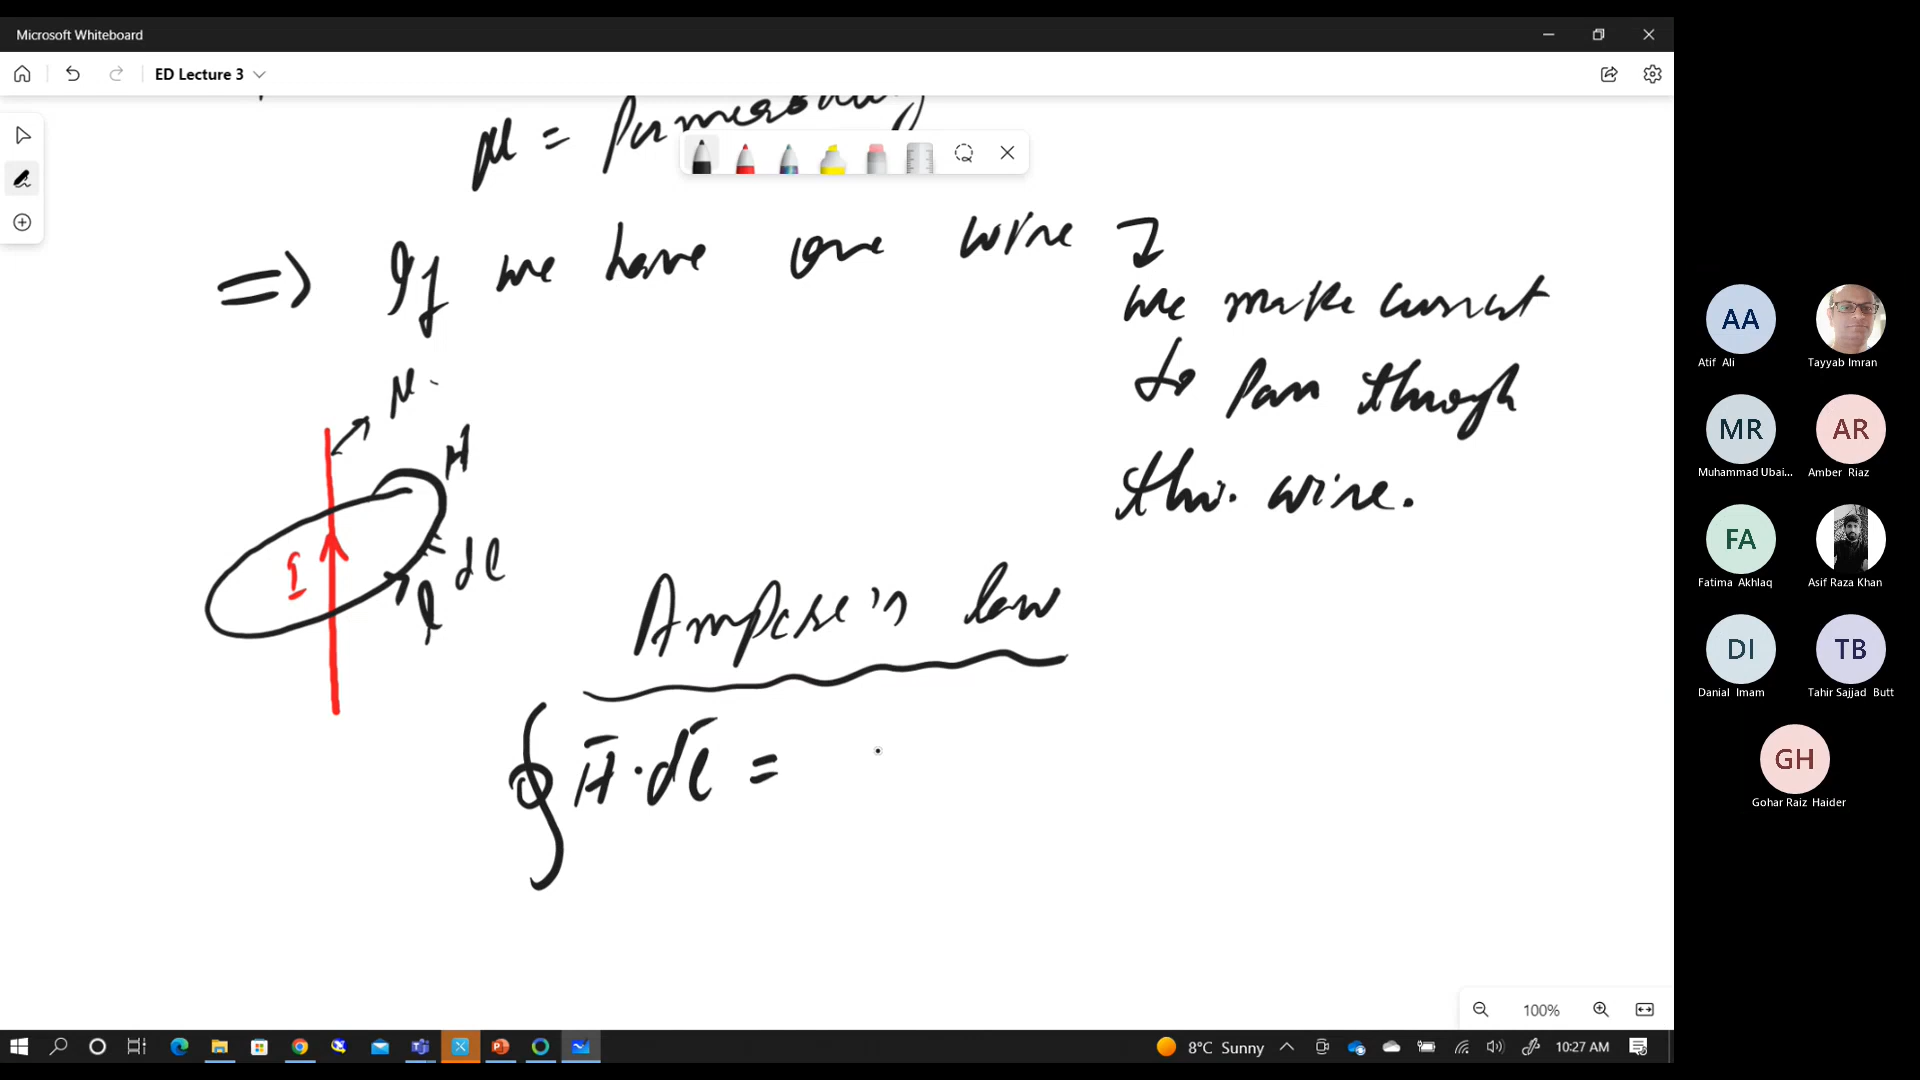 Microsoft Whiteboard
ED Lecture 3
μ = Permeability
=> If we have one wire I
we make current
to pass through
this wire.
μ
H
I
dl
l
Ampere's law
∮ H̄ · dl̄ =
AA
Atif Ali
Tayyab Imran
MR
Muhammad Ubai...
AR
Amber Riaz
FA
Fatima Akhlaq
Asif Raza Khan
DI
Danial Imam
TB
Tahir Sajjad Butt
GH
Gohar Raiz Haider
100%
8°C Sunny
10:27 AM